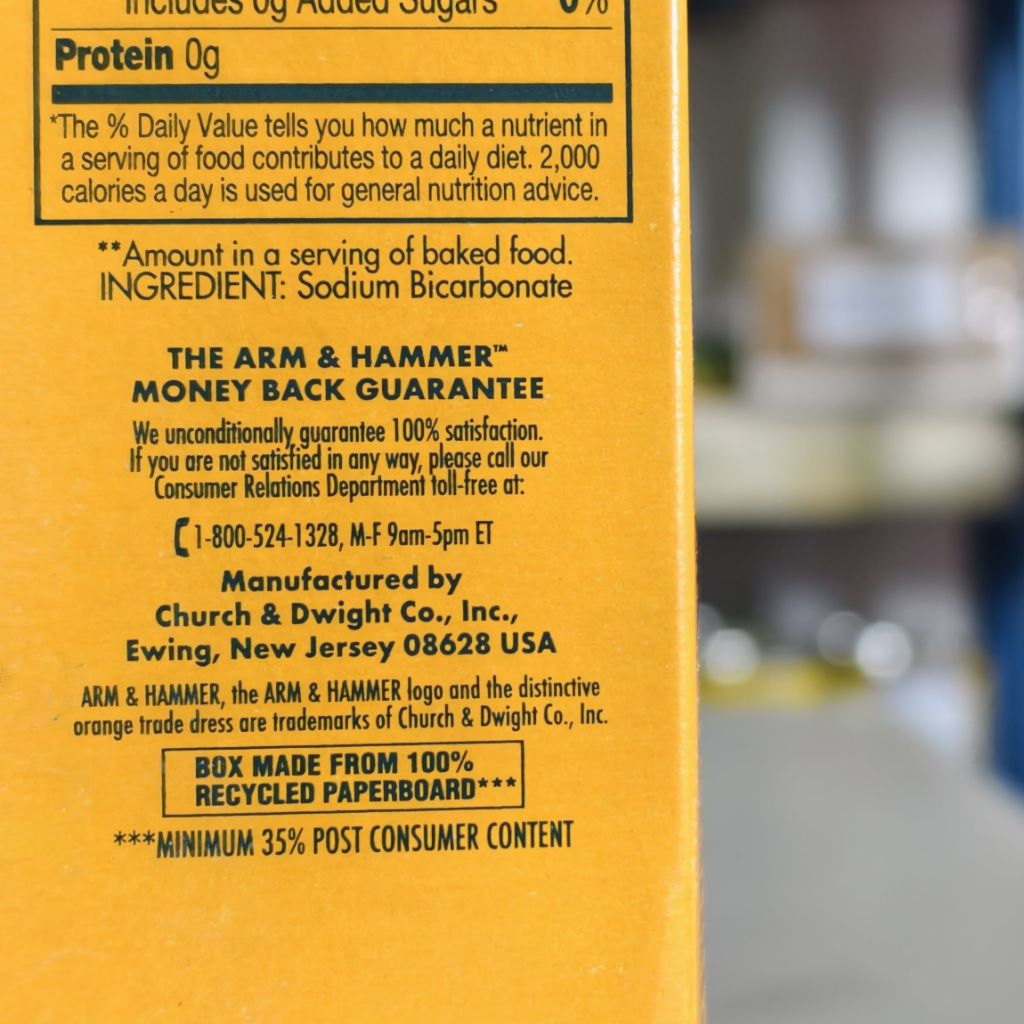 Includes 0g Added Sugars 0%
Protein 0g
*The % Daily Value tells you how much a nutrient in
a serving of food contributes to a daily diet. 2,000
calories a day is used for general nutrition advice.
**Amount in a serving of baked food.
INGREDIENT: Sodium Bicarbonate
THE ARM & HAMMER™
MONEY BACK GUARANTEE
We unconditionally guarantee 100% satisfaction.
If you are not satisfied in any way, please call our
Consumer Relations Department toll-free at:
1-800-524-1328, M-F 9am-5pm ET
Manufactured by
Church & Dwight Co., Inc.,
Ewing, New Jersey 08628 USA
ARM & HAMMER, the ARM & HAMMER logo and the distinctive
orange trade dress are trademarks of Church & Dwight Co., Inc.
BOX MADE FROM 100%
RECYCLED PAPERBOARD***
***MINIMUM 35% POST CONSUMER CONTENT